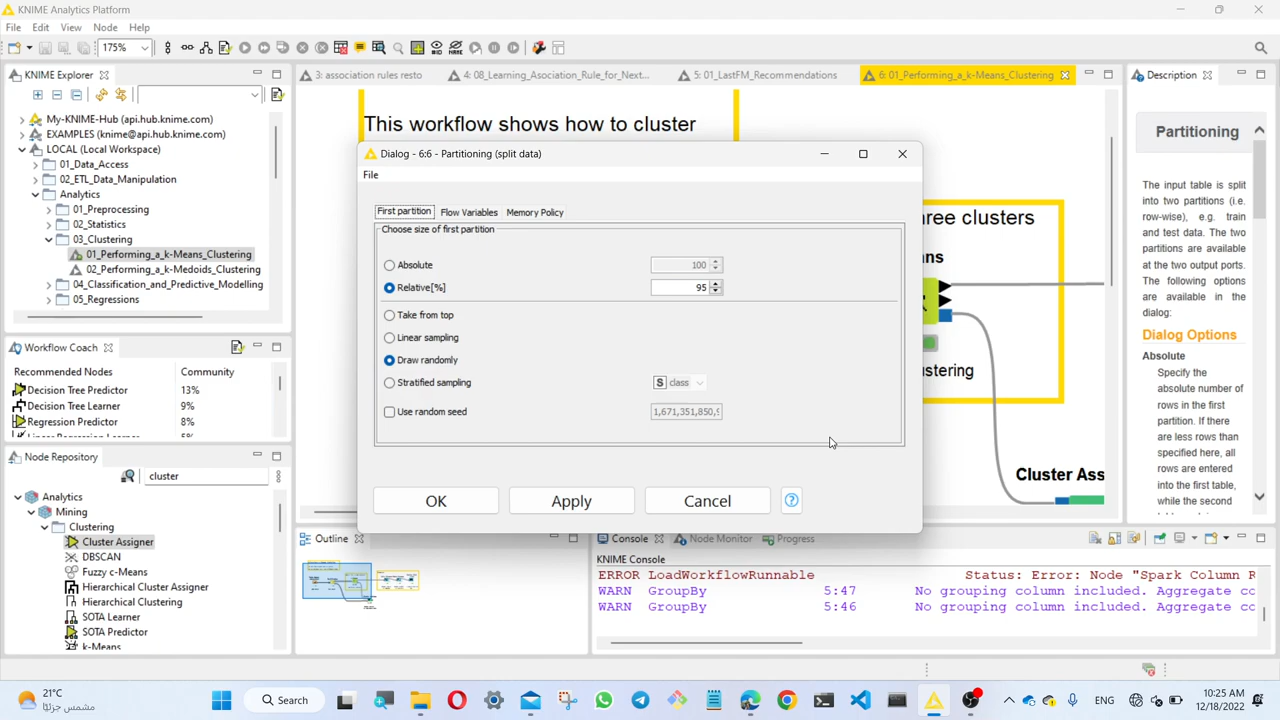 KNIME Analytics Platform
File Edit View Node Help
175%
KNIME Explorer
3: association rules resto
4: 08_Learning_Asociation_Rule_for_Next...
5: 01_LastFM_Recommendations
6: 01_Performing_a_k-Means_Clustering
Description
My-KNIME-Hub (api.hub.knime.com)
EXAMPLES (knime@api.hub.knime.com)
LOCAL (Local Workspace)
01_Data_Access
02_ETL_Data_Manipulation
Analytics
01_Preprocessing
02_Statistics
03_Clustering
01_Performing_a_k-Means_Clustering
02_Performing_a_k-Medoids_Clustering
04_Classification_and_Predictive_Modelling
05_Regressions
This workflow shows how to cluster
Dialog - 6:6 - Partitioning (split data)
File
First partition Flow Variables Memory Policy
Choose size of first partition
Absolute 100
Relative[%] 95
Take from top
Linear sampling
Draw randomly
Stratified sampling S class
Use random seed 1,671,351,850,9
OK Apply Cancel ?
ree clusters
ns
stering
Cluster Ass
Partitioning
The input table is split
into two partitions (i.e.
row-wise), e.g. train
and test data. The two
partitions are available
at the two output ports.
The following options
are available in the
dialog:
Dialog Options
Absolute
Specify the
absolute number of
rows in the first
partition. If there
are less rows than
specified here, all
rows are entered
into the first table,
while the second
Workflow Coach
Recommended Nodes Community
Decision Tree Predictor 13%
Decision Tree Learner 9%
Regression Predictor 8%
Node Repository
cluster
Analytics
Mining
Clustering
Cluster Assigner
DBSCAN
Fuzzy c-Means
Hierarchical Cluster Assigner
Hierarchical Clustering
SOTA Learner
SOTA Predictor
k-Means
Outline
Console Node Monitor Progress
KNIME Console
ERROR LoadWorkflowRunnable Status: Error: Node "Spark Column R
WARN GroupBy 5:47 No grouping column included. Aggregate co
WARN GroupBy 5:46 No grouping column included. Aggregate co
21°C
مشمس جزئيًا
Search
ENG
10:25 AM
12/18/2022